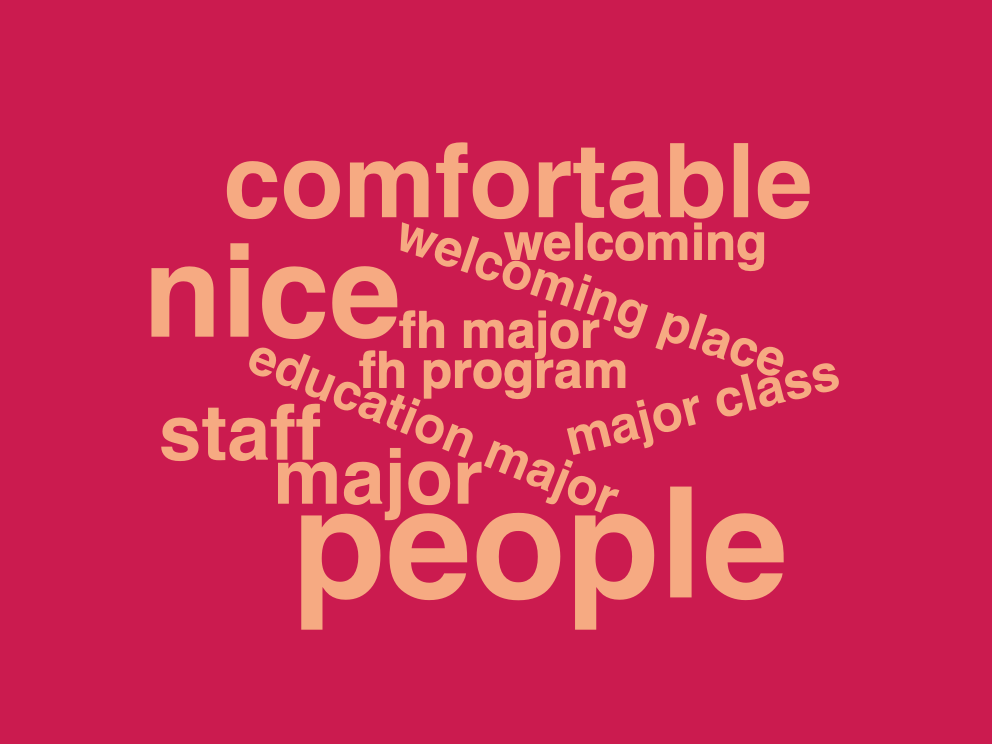 comfortable
welcoming
welcoming place
nice
fh major
fh program
education major
major class
staff
major
people